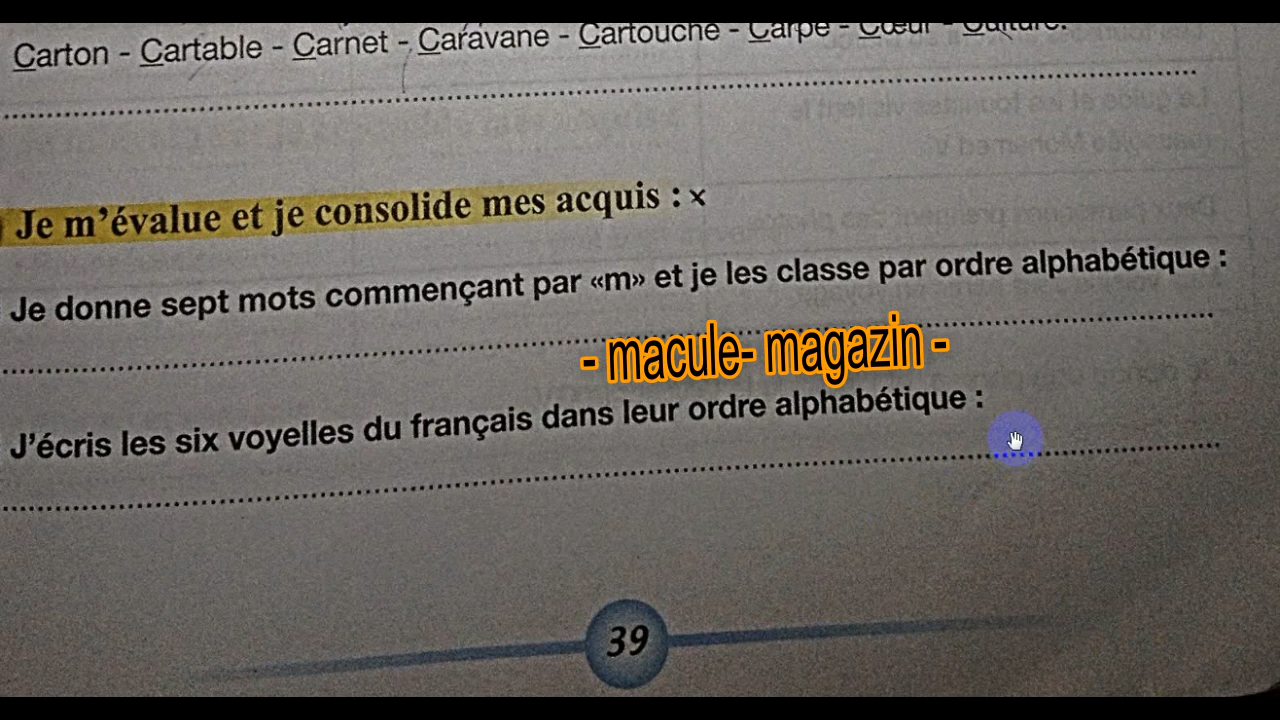 Carton - Cartable - Carnet - Caravane - Cartouche - Carpe - Cœur - Culture.
Je m’évalue et je consolide mes acquis : ×
Je donne sept mots commençant par «m» et je les classe par ordre alphabétique :
- macule- magazin -
J’écris les six voyelles du français dans leur ordre alphabétique :
39